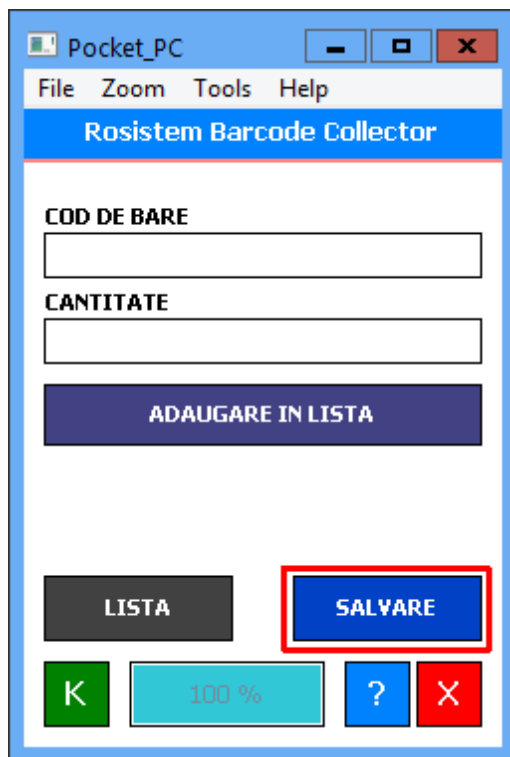 Pocket_PC
File Zoom Tools Help
Rosistem Barcode Collector
COD DE BARE
CANTITATE
ADAUGARE IN LISTA
LISTA SALVARE
K 100 % ? X